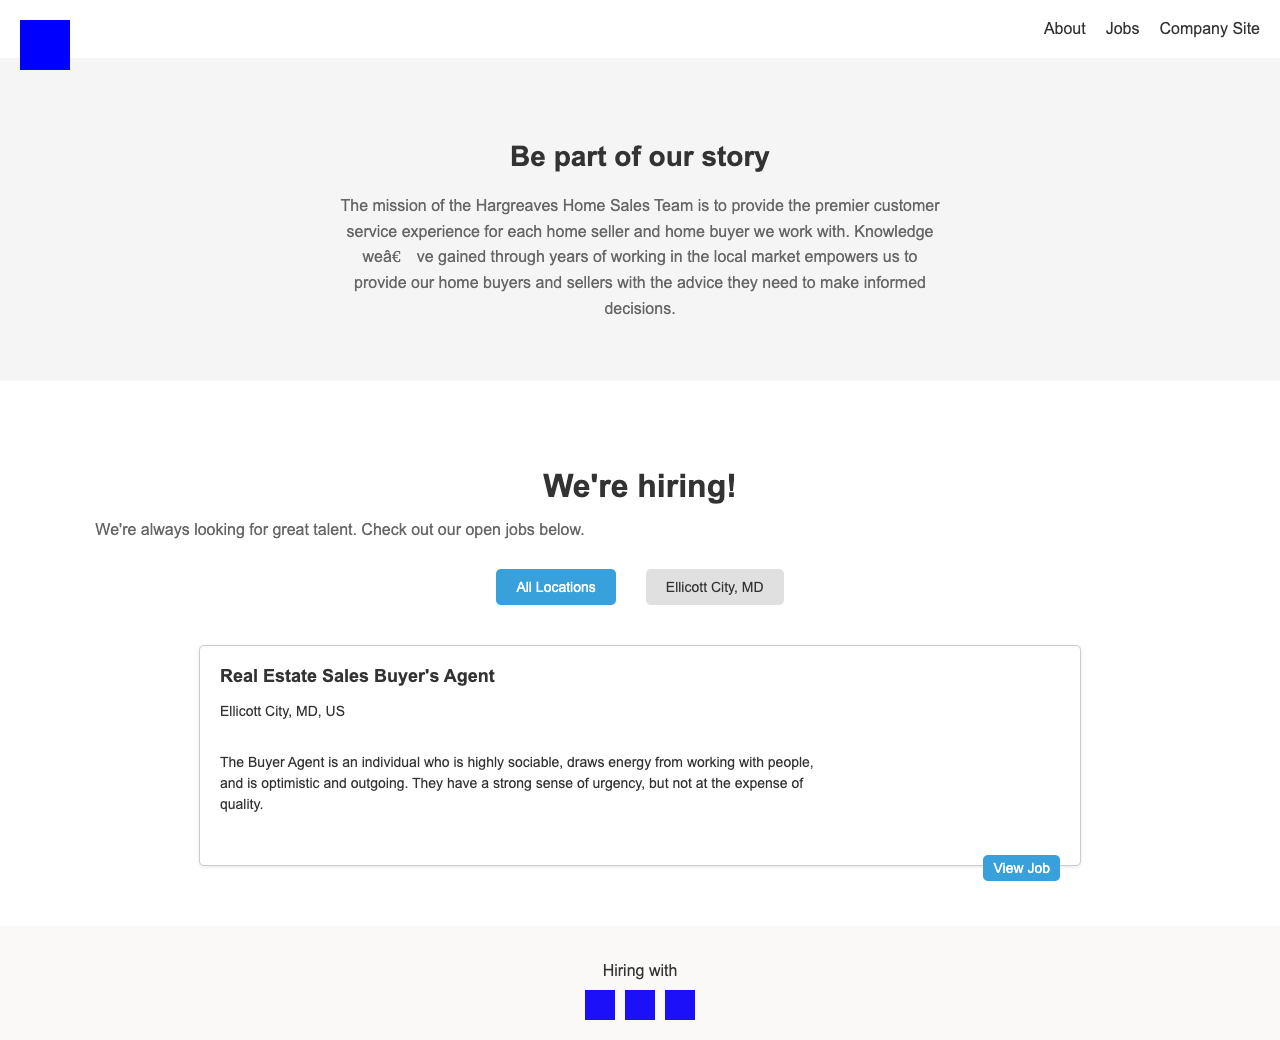 About Jobs Company Site
Be part of our story
The mission of the Hargreaves Home Sales Team is to provide the premier customer
service experience for each home seller and home buyer we work with. Knowledge
weâ€ ve gained through years of working in the local market empowers us to
provide our home buyers and sellers with the advice they need to make informed
decisions.
We're hiring!
We're always looking for great talent. Check out our open jobs below.
All Locations Ellicott City, MD
Real Estate Sales Buyer's Agent
Ellicott City, MD, US
The Buyer Agent is an individual who is highly sociable, draws energy from working with people,
and is optimistic and outgoing. They have a strong sense of urgency, but not at the expense of
quality.
View Job
Hiring with